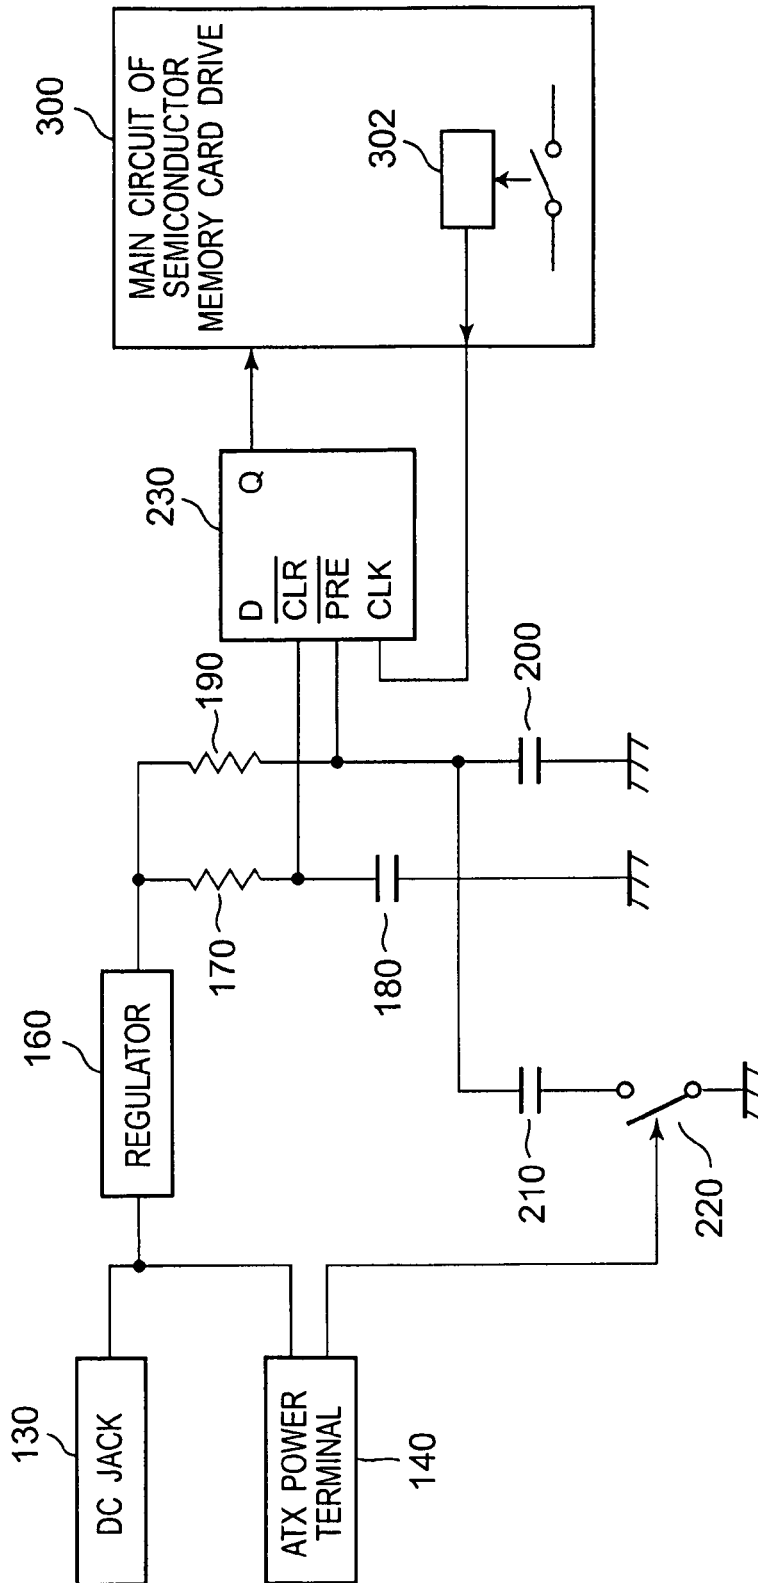 130
DC JACK
ATX POWER
TERMINAL
140
160
REGULATOR
170
190
180
210
220
200
230
D
CLR
PRE
CLK
Q
300
MAIN CIRCUIT OF
SEMICONDUCTOR
MEMORY CARD DRIVE
302